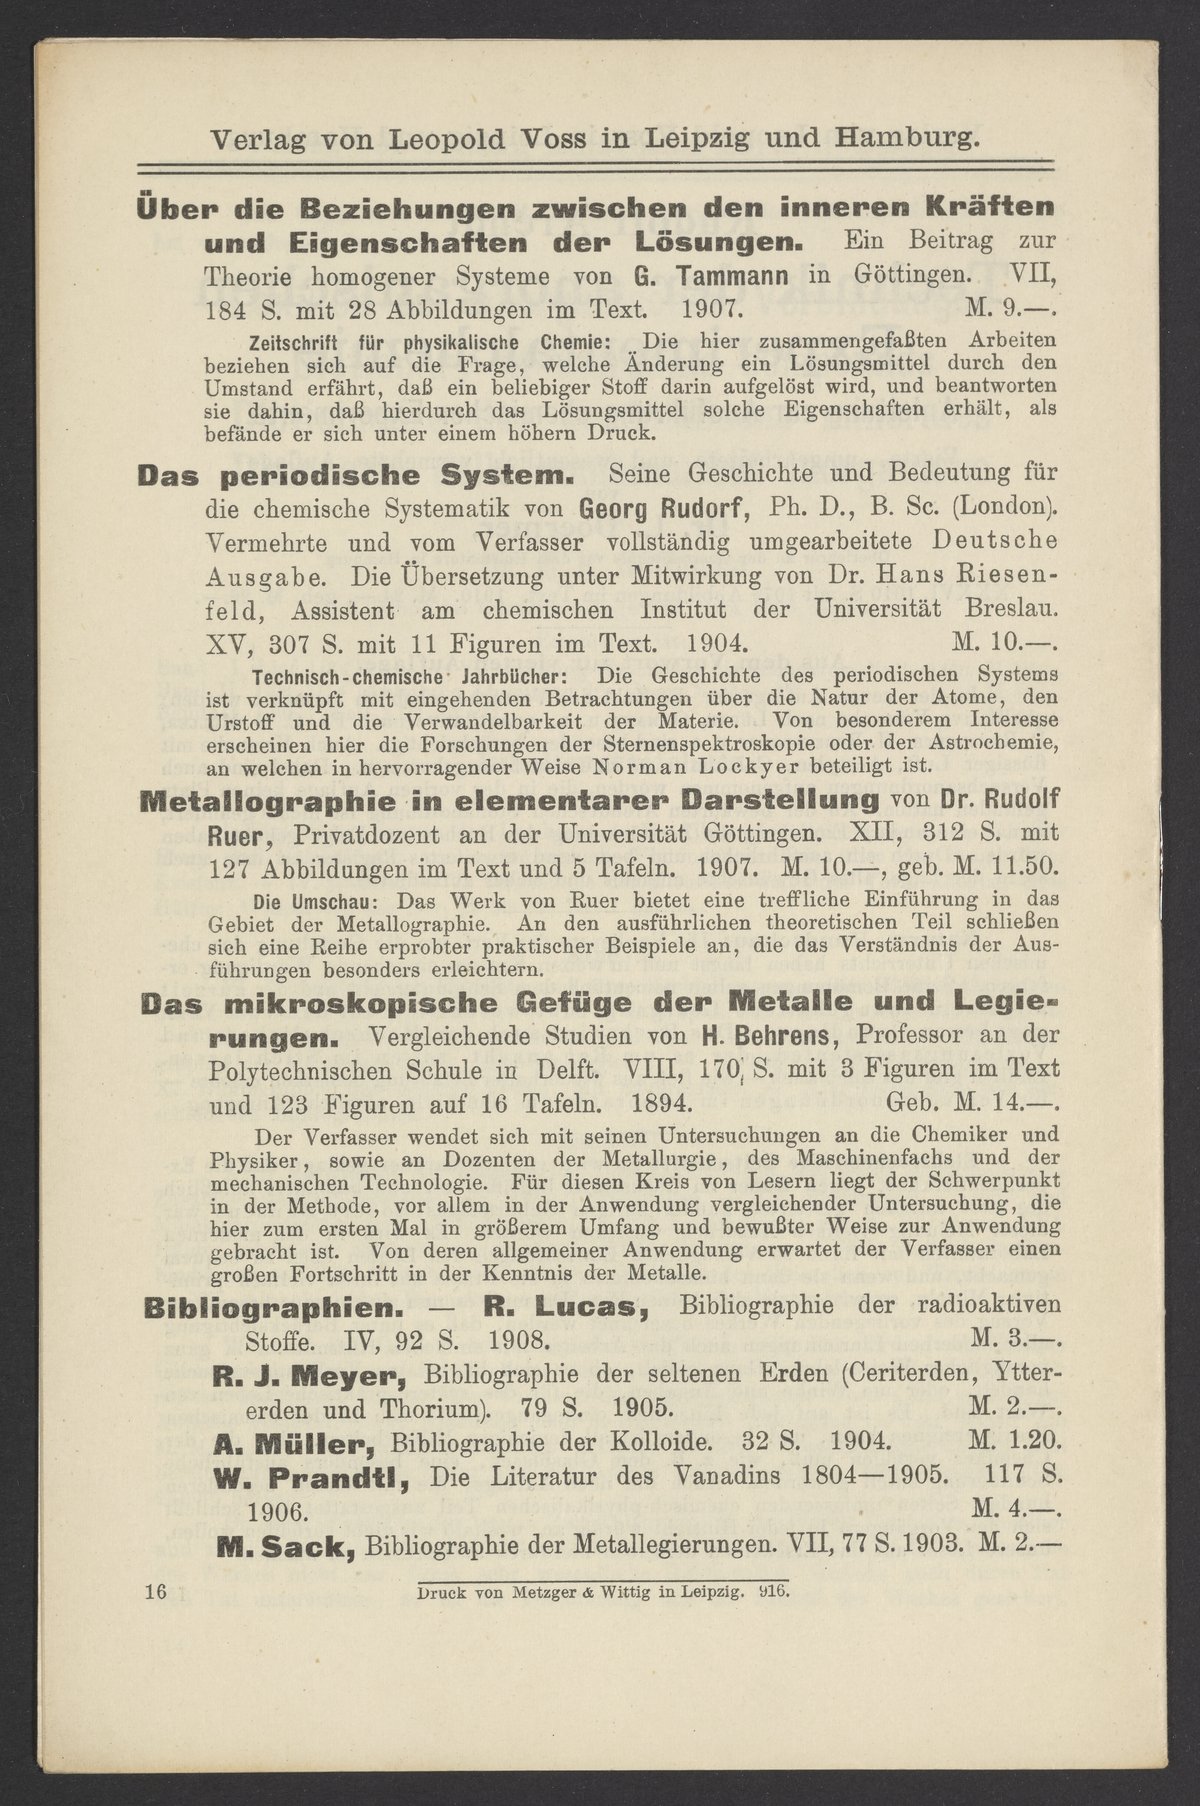 Verlag von Leopold Voss in Leipzig und Hamburg.
Über die Beziehungen zwischen den inneren Kräften
und Eigenschaften der Lösungen. Ein Beitrag zur
Theorie homogener Systeme von G. Tammann in Göttingen. VII,
184 S. mit 28 Abbildungen im Text. 1907. M. 9.—.
Zeitschrift für physikalische Chemie: Die hier zusammengefaßten Arbeiten
beziehen sich auf die Frage, welche Änderung ein Lösungsmittel durch den
Umstand erfährt, daß ein beliebiger Stoff darin aufgelöst wird, und beantworten
sie dahin, daß hierdurch das Lösungsmittel solche Eigenschaften erhält, als
befände er sich unter einem höhern Druck.
Das periodische System. Seine Geschichte und Bedeutung für
die chemische Systematik von Georg Rudorf, Ph. D., B. Sc. (London).
Vermehrte und vom Verfasser vollständig umgearbeitete Deutsche
Ausgabe. Die Übersetzung unter Mitwirkung von Dr. Hans Riesen-
feld, Assistent am chemischen Institut der Universität Breslau.
XV, 307 S. mit 11 Figuren im Text. 1904. M. 10.—.
Technisch-chemische Jahrbücher: Die Geschichte des periodischen Systems
ist verknüpft mit eingehenden Betrachtungen über die Natur der Atome, den
Urstoff und die Verwandelbarkeit der Materie. Von besonderem Interesse
erscheinen hier die Forschungen der Sternenspektroskopie oder der Astrochemie,
an welchen in hervorragender Weise Norman Lockyer beteiligt ist.
Metallographie in elementarer Darstellung von Dr. Rudolf
Ruer, Privatdozent an der Universität Göttingen. XII, 312 S. mit
127 Abbildungen im Text und 5 Tafeln. 1907. M. 10.—, geb. M. 11.50.
Die Umschau: Das Werk von Ruer bietet eine treffliche Einführung in das
Gebiet der Metallographie. An den ausführlichen theoretischen Teil schließen
sich eine Reihe erprobter praktischer Beispiele an, die das Verständnis der Aus-
führungen besonders erleichtern.
Das mikroskopische Gefüge der Metalle und Legie-
rungen. Vergleichende Studien von H. Behrens, Professor an der
Polytechnischen Schule in Delft. VIII, 170 S. mit 3 Figuren im Text
und 123 Figuren auf 16 Tafeln. 1894. Geb. M. 14.—.
Der Verfasser wendet sich mit seinen Untersuchungen an die Chemiker und
Physiker, sowie an Dozenten der Metallurgie, des Maschinenfachs und der
mechanischen Technologie. Für diesen Kreis von Lesern liegt der Schwerpunkt
in der Methode, vor allem in der Anwendung vergleichender Untersuchung, die
hier zum ersten Mal in größerem Umfang und bewußter Weise zur Anwendung
gebracht ist. Von deren allgemeiner Anwendung erwartet der Verfasser einen
großen Fortschritt in der Kenntnis der Metalle.
Bibliographien. — R. Lucas, Bibliographie der radioaktiven
Stoffe. IV, 92 S. 1908. M. 3.—.
R. J. Meyer, Bibliographie der seltenen Erden (Ceriterden, Ytter-
erden und Thorium). 79 S. 1905. M. 2.—.
A. Müller, Bibliographie der Kolloide. 32 S. 1904. M. 1.20.
W. Prandtl, Die Literatur des Vanadins 1804—1905. 117 S.
1906. M. 4.—.
M. Sack, Bibliographie der Metallegierungen. VII, 77 S. 1903. M. 2.—
16 Druck von Metzger & Wittig in Leipzig. 916.